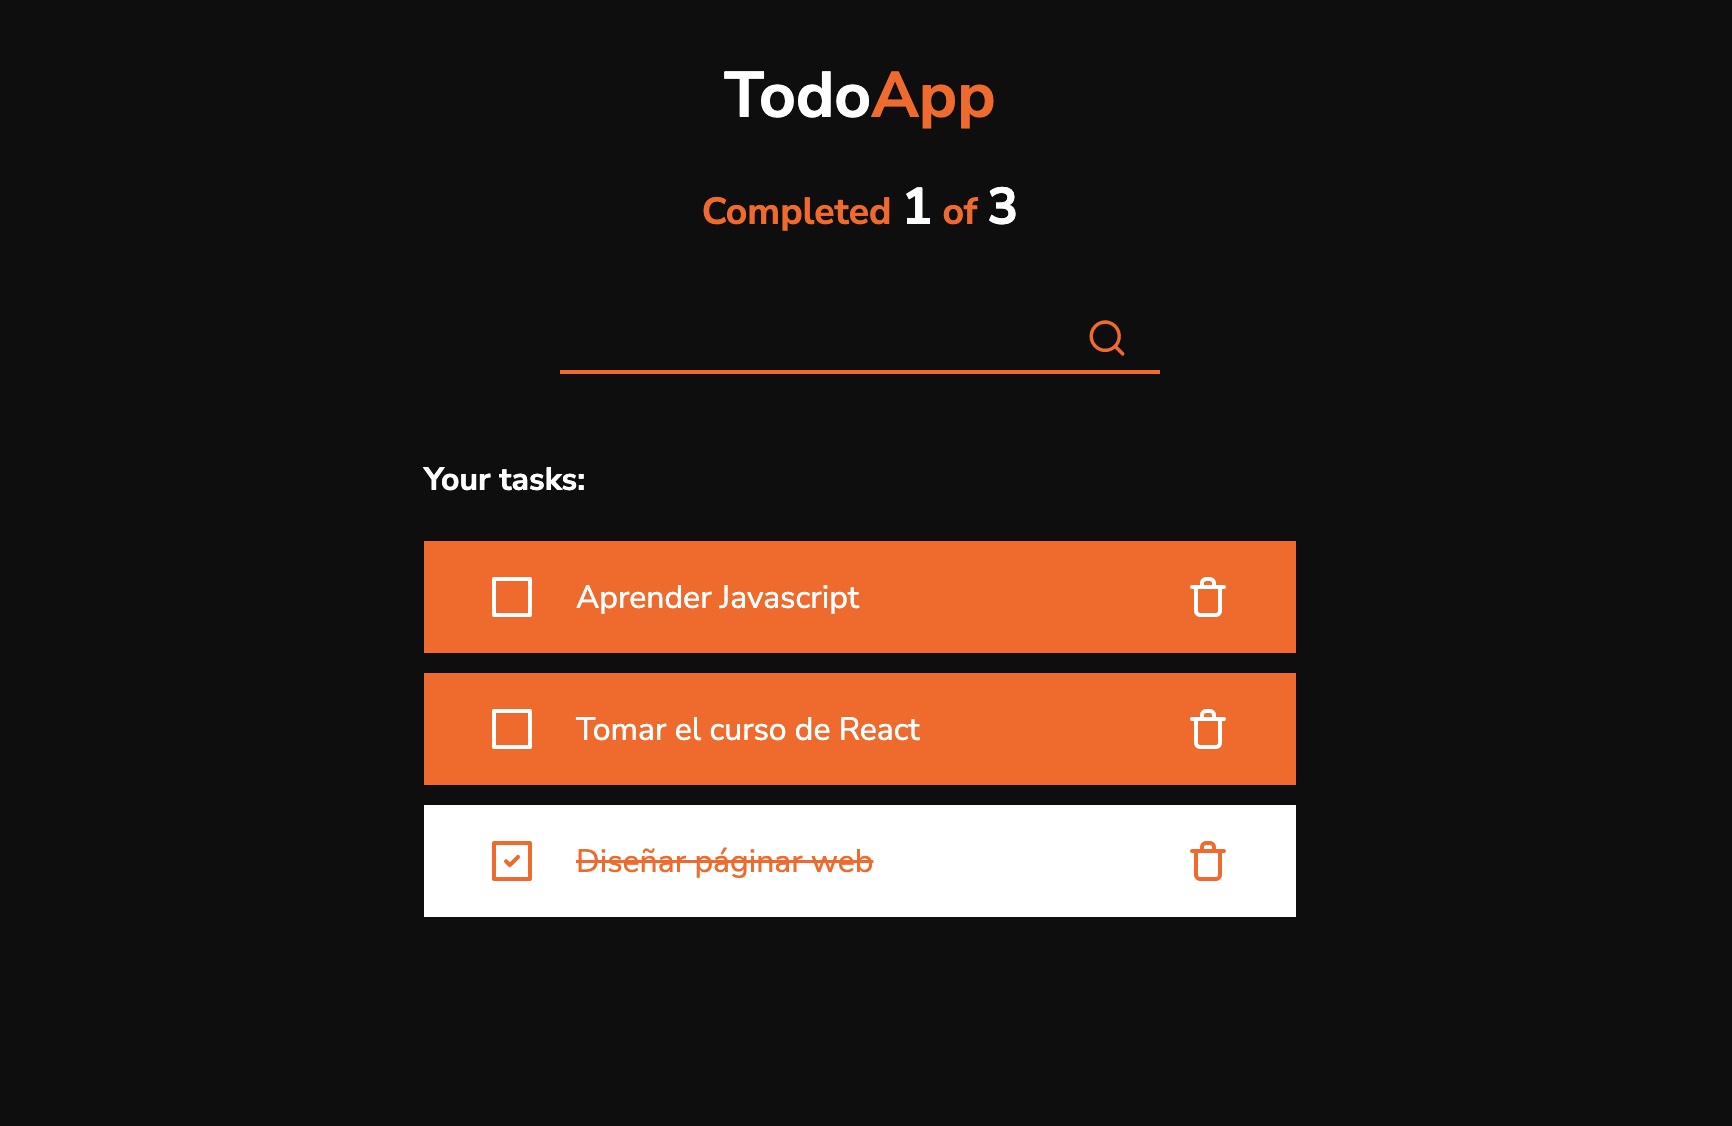 TodoApp
Completed 1 of 3
Your tasks:
Aprender Javascript
Tomar el curso de React
Diseñar páginar web